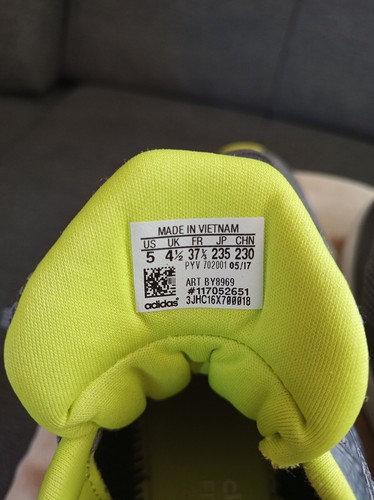 MADE IN VIETNAM
US UK FR JP CHN
5 4½ 37⅓ 235 230
PYV 702001 05/17
ART BY8969
#117052651
adidas® 3JHC16X700018